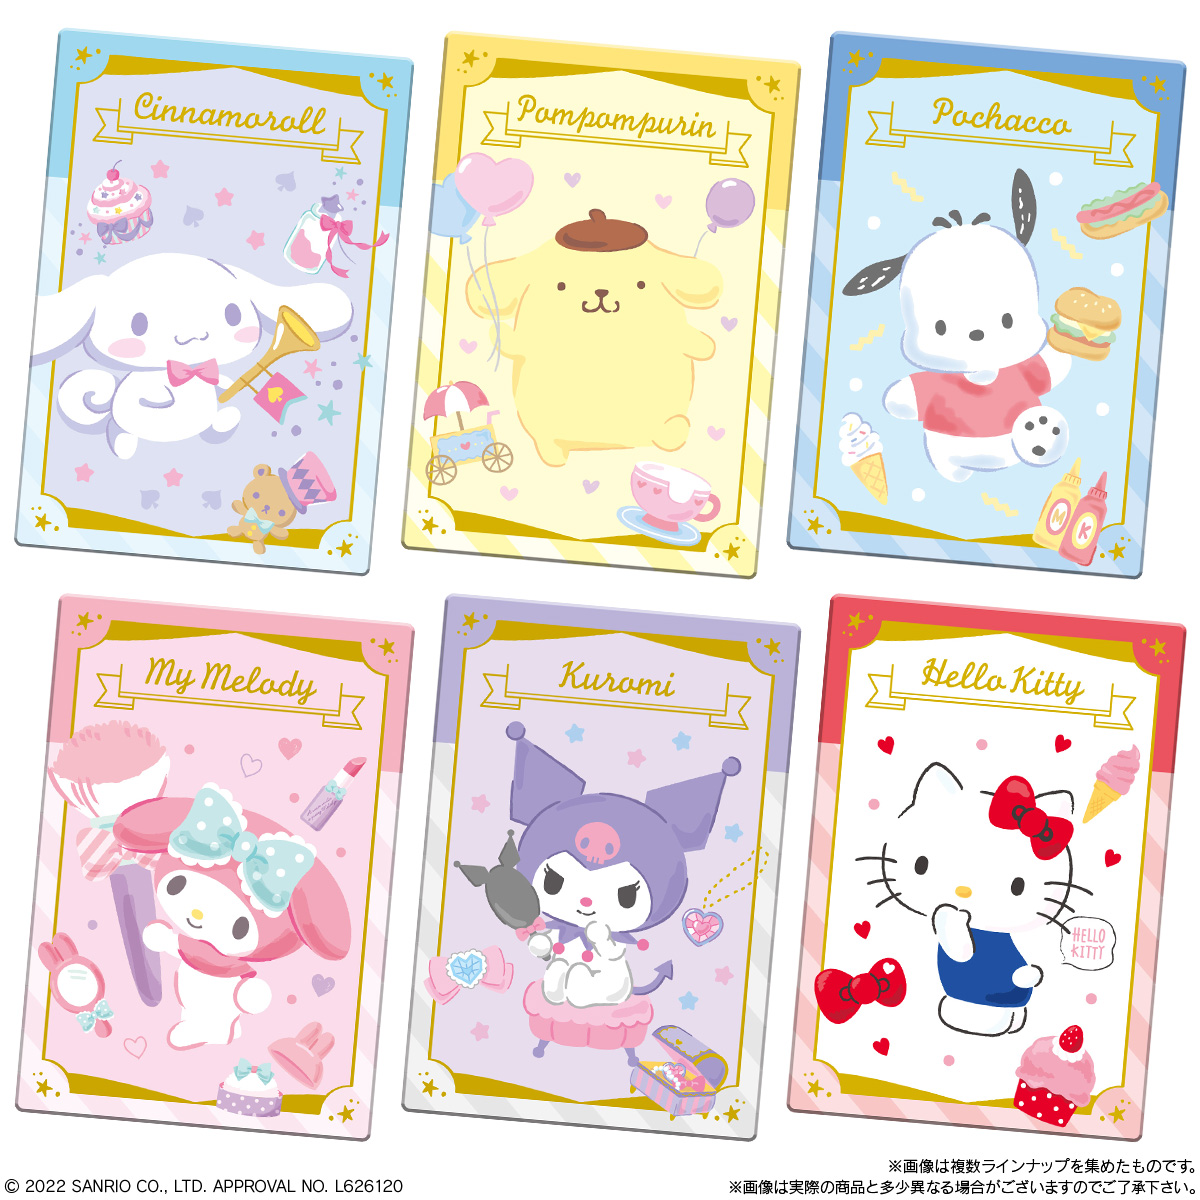 Cinnamoroll
Pompompurin
Pochacco
M
K
My Melody
Kuromi
Hello Kitty
HELLO
KITTY
※画像は複数ラインナップを集めたものです。
© 2022 SANRIO CO., LTD. APPROVAL NO. L626120
※画像は実際の商品と多少異なる場合がございますのでご了承下さい。